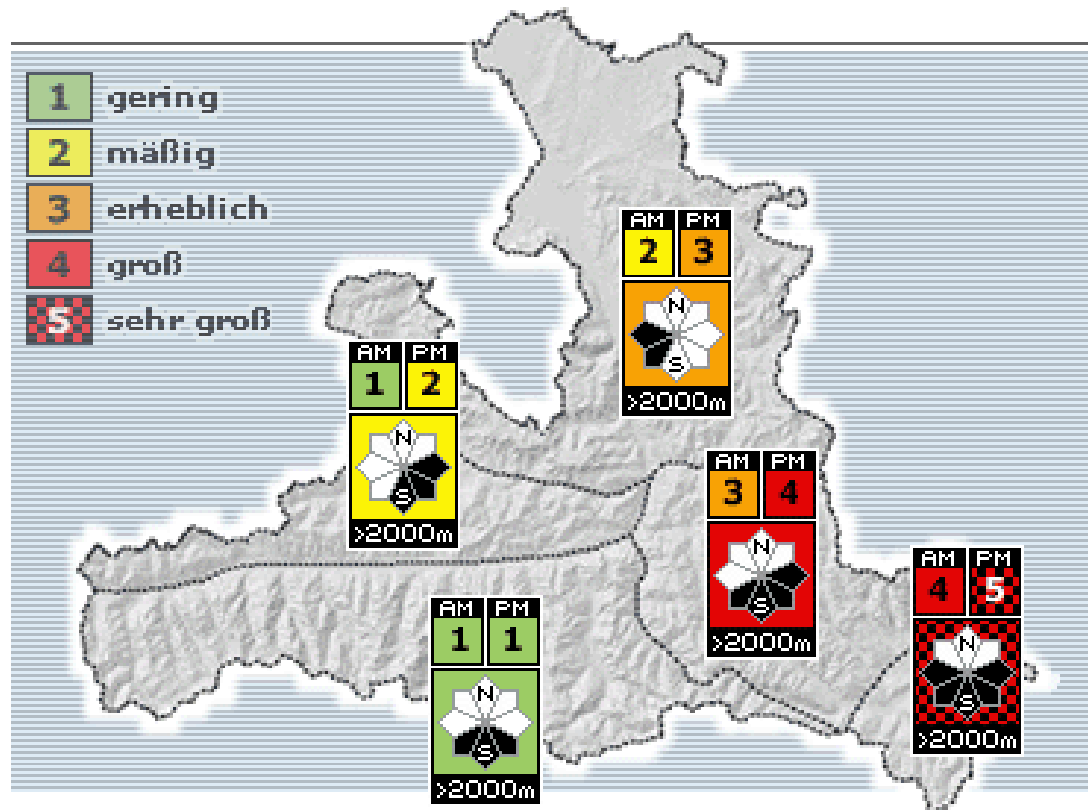 1 gering
2 mäßig
3 erheblich
4 groß
5 sehr groß
AM PM
2 3
N
S
>2000m
AM PM
1 2
N
S
>2000m
AM PM
3 4
N
S
>2000m
AM PM
4 5
N
S
>2000m
AM PM
1 1
N
S
>2000m